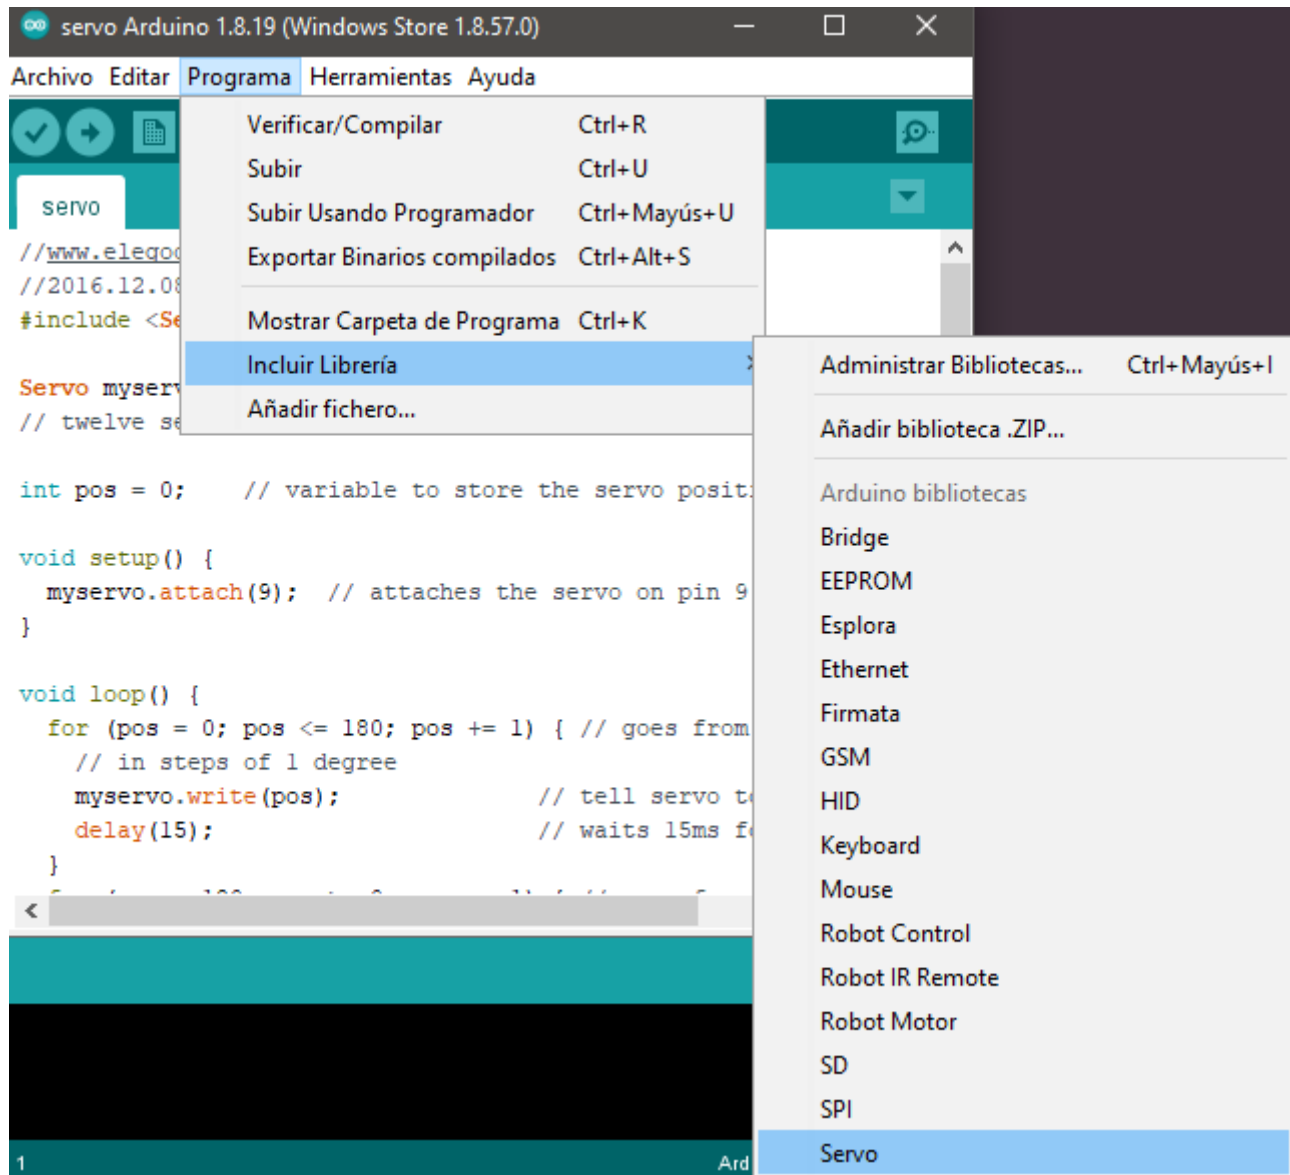 servo Arduino 1.8.19 (Windows Store 1.8.57.0)
Archivo Editar Programa Herramientas Ayuda
Verificar/Compilar Ctrl+R
Subir Ctrl+U
Subir Usando Programador Ctrl+Mayús+U
Exportar Binarios compilados Ctrl+Alt+S
Mostrar Carpeta de Programa Ctrl+K
Incluir Librería
Añadir fichero...
Administrar Bibliotecas... Ctrl+Mayús+I
Añadir biblioteca .ZIP...
Arduino bibliotecas
Bridge
EEPROM
Esplora
Ethernet
Firmata
GSM
HID
Keyboard
Mouse
Robot Control
Robot IR Remote
Robot Motor
SD
SPI
Servo
servo
//www.elegoo
//2016.12.08
#include <Se
Servo myserv
// twelve se
int pos = 0;    // variable to store the servo posit
void setup() {
  myservo.attach(9);  // attaches the servo on pin 9
}
void loop() {
  for (pos = 0; pos <= 180; pos += 1) { // goes from
    // in steps of 1 degree
    myservo.write(pos);              // tell servo to
    delay(15);                       // waits 15ms fo
  }
1
Ard